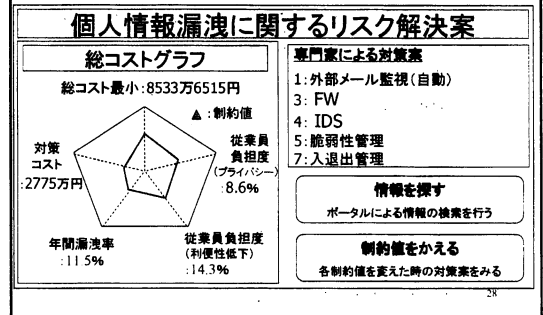 個人情報漏洩に関するリスク解決案
総コストグラフ
総コスト最小:8533万6515円
▲:制約値
対策
コスト
:2775万円
従業員
負担度
(プライバシー)
:8.6%
年間漏洩率
:11.5%
従業員負担度
(利便性低下)
:14.3%
専門家による対策案
1:外部メール監視(自動)
3: FW
4: IDS
5:脆弱性管理
7:入退出管理
情報を探す
ポータルによる情報の検索を行う
制約値をかえる
各制約値を変えた時の対策案をみる
28